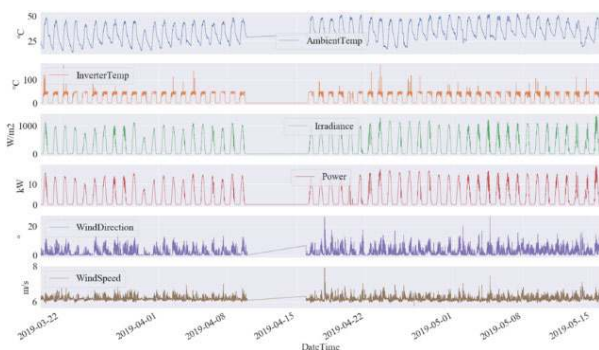 50
25
°C
AmbientTemp
100
0
°C
InverterTemp
1000
0
W/m2
Irradiance
10
0
kW
Power
20
0
°
WindDirection
8
6
m/s
WindSpeed
2019-03-22
2019-04-01
2019-04-08
2019-04-15
2019-04-22
2019-05-01
2019-05-08
2019-05-15
DateTime